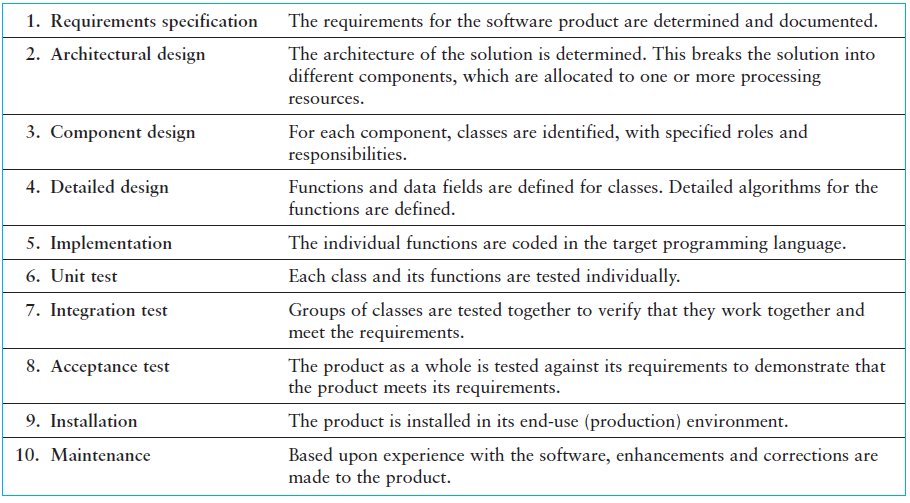 1. Requirements specification The requirements for the software product are determined and documented.
2. Architectural design The architecture of the solution is determined. This breaks the solution into
different components, which are allocated to one or more processing
resources.
3. Component design For each component, classes are identified, with specified roles and
responsibilities.
4. Detailed design Functions and data fields are defined for classes. Detailed algorithms for the
functions are defined.
5. Implementation The individual functions are coded in the target programming language.
6. Unit test Each class and its functions are tested individually.
7. Integration test Groups of classes are tested together to verify that they work together and
meet the requirements.
8. Acceptance test The product as a whole is tested against its requirements to demonstrate that
the product meets its requirements.
9. Installation The product is installed in its end-use (production) environment.
10. Maintenance Based upon experience with the software, enhancements and corrections are
made to the product.